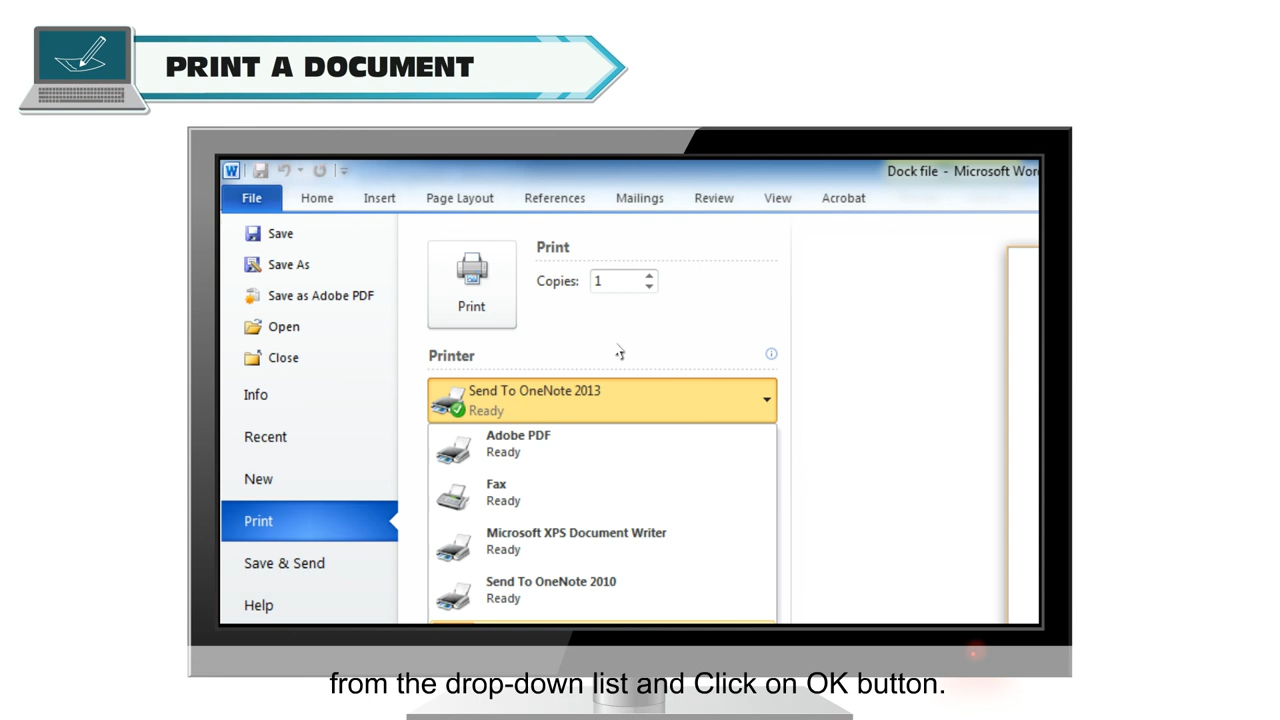 PRINT A DOCUMENT
W
Dock file - Microsoft Wor
File Home Insert Page Layout References Mailings Review View Acrobat
Save
Save As
Save as Adobe PDF
Open
Close
Info
Recent
New
Print
Save & Send
Help
Print
Print
Copies: 1
Printer
Send To OneNote 2013
Ready
Adobe PDF
Ready
Fax
Ready
Microsoft XPS Document Writer
Ready
Send To OneNote 2010
Ready
from the drop-down list and Click on OK button.